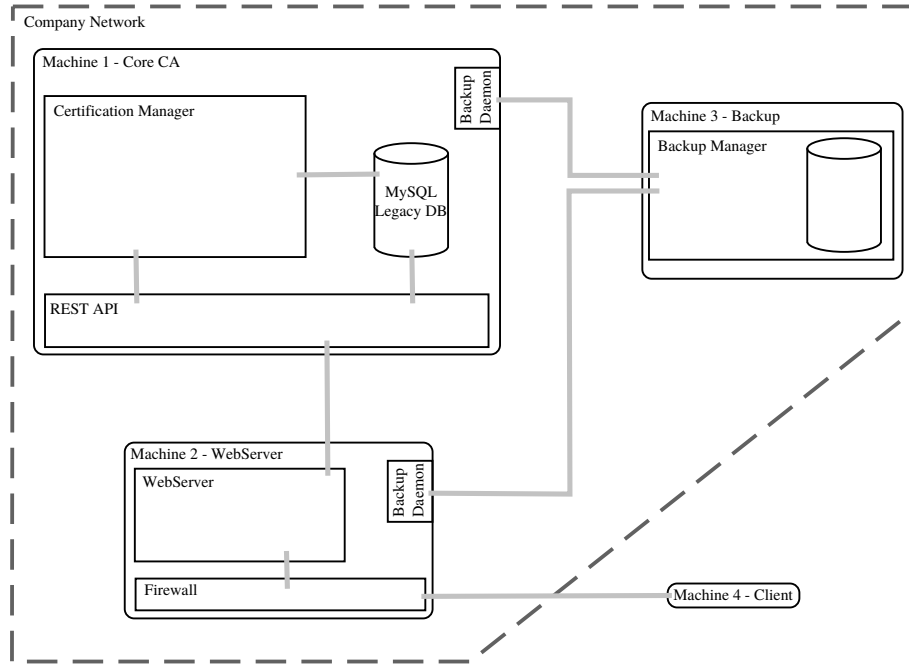 Company Network
Machine 1 - Core CA
Certification Manager
Backup
Daemon
MySQL
Legacy DB
REST API
Machine 3 - Backup
Backup Manager
Machine 2 - WebServer
WebServer
Backup
Daemon
Firewall
Machine 4 - Client